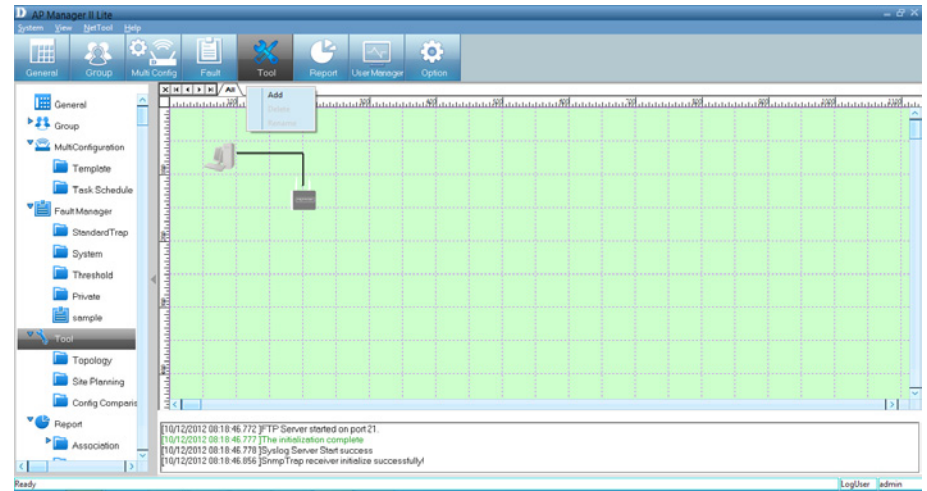 D AP Manager II Lite
System View NetTool Help
General Group Multi Config Fault Tool Report User Manager Option
All
Add
Delete
Rename
General
Group
MultiConfiguration
Template
Task Schedule
Fault Manager
StandardTrap
System
Threshold
Private
sample
Tool
Topology
Site Planning
Config Comparis
Report
Association
[10/12/2012 08:18:46.772 ]FTP Server started on port 21.
[10/12/2012 08:18:46.777 ]The initialization complete
[10/12/2012 08:18:46.778 ]Syslog Server Start success
[10/12/2012 08:18:46.856 ]SnmpTrap receiver initialize successfully!
Ready
LogUser admin